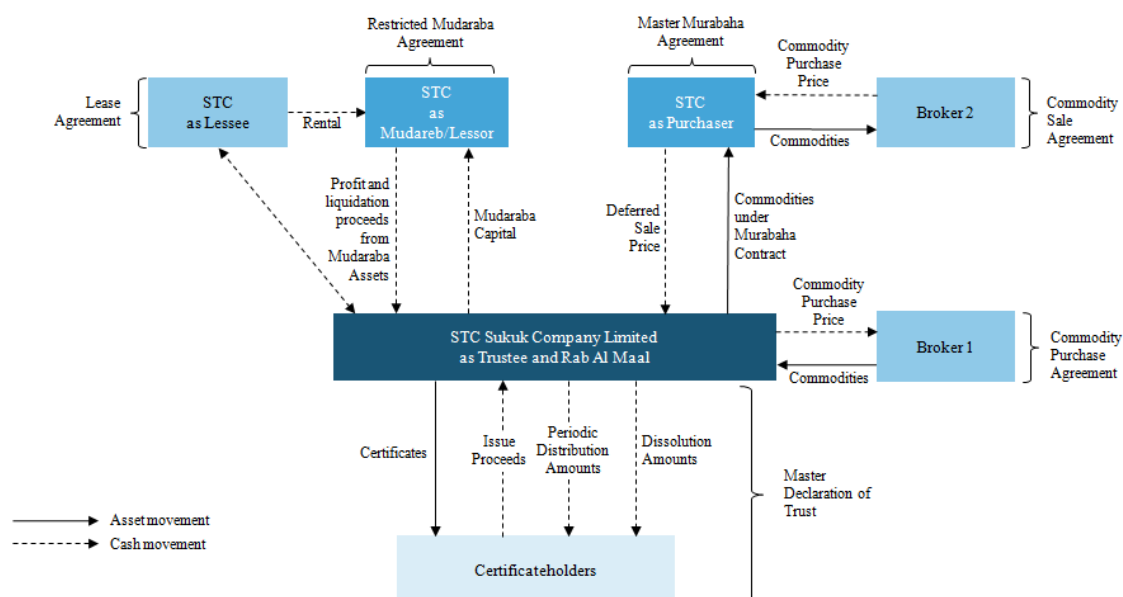 Restricted Mudaraba
Agreement
Master Murabaha
Agreement
Commodity
Purchase
Price
Lease
Agreement
STC
as Lessee
Rental
STC
as Mudareb/Lessor
STC
as Purchaser
Commodities
Broker 2
Commodity
Sale
Agreement
Profit and
liquidation
proceeds
from
Mudaraba
Assets
Mudaraba
Capital
Deferred
Sale
Price
Commodities
under
Murabaha
Contract
Commodity
Purchase
Price
STC Sukuk Company Limited
as Trustee and Rab Al Maal
Commodities
Broker 1
Commodity
Purchase
Agreement
Certificates
Issue
Proceeds
Periodic
Distribution
Amounts
Dissolution
Amounts
Master
Declaration of
Trust
Asset movement
Cash movement
Certificateholders